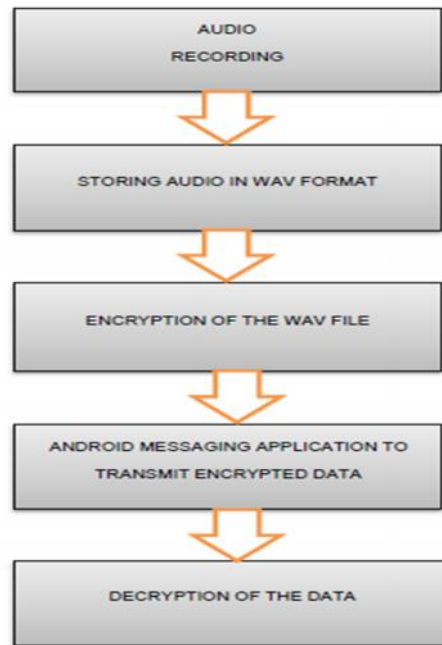 AUDIO
RECORDING
STORING AUDIO IN WAV FORMAT
ENCRYPTION OF THE WAV FILE
ANDROID MESSAGING APPLICATION TO
TRANSMIT ENCRYPTED DATA
DECRYPTION OF THE DATA